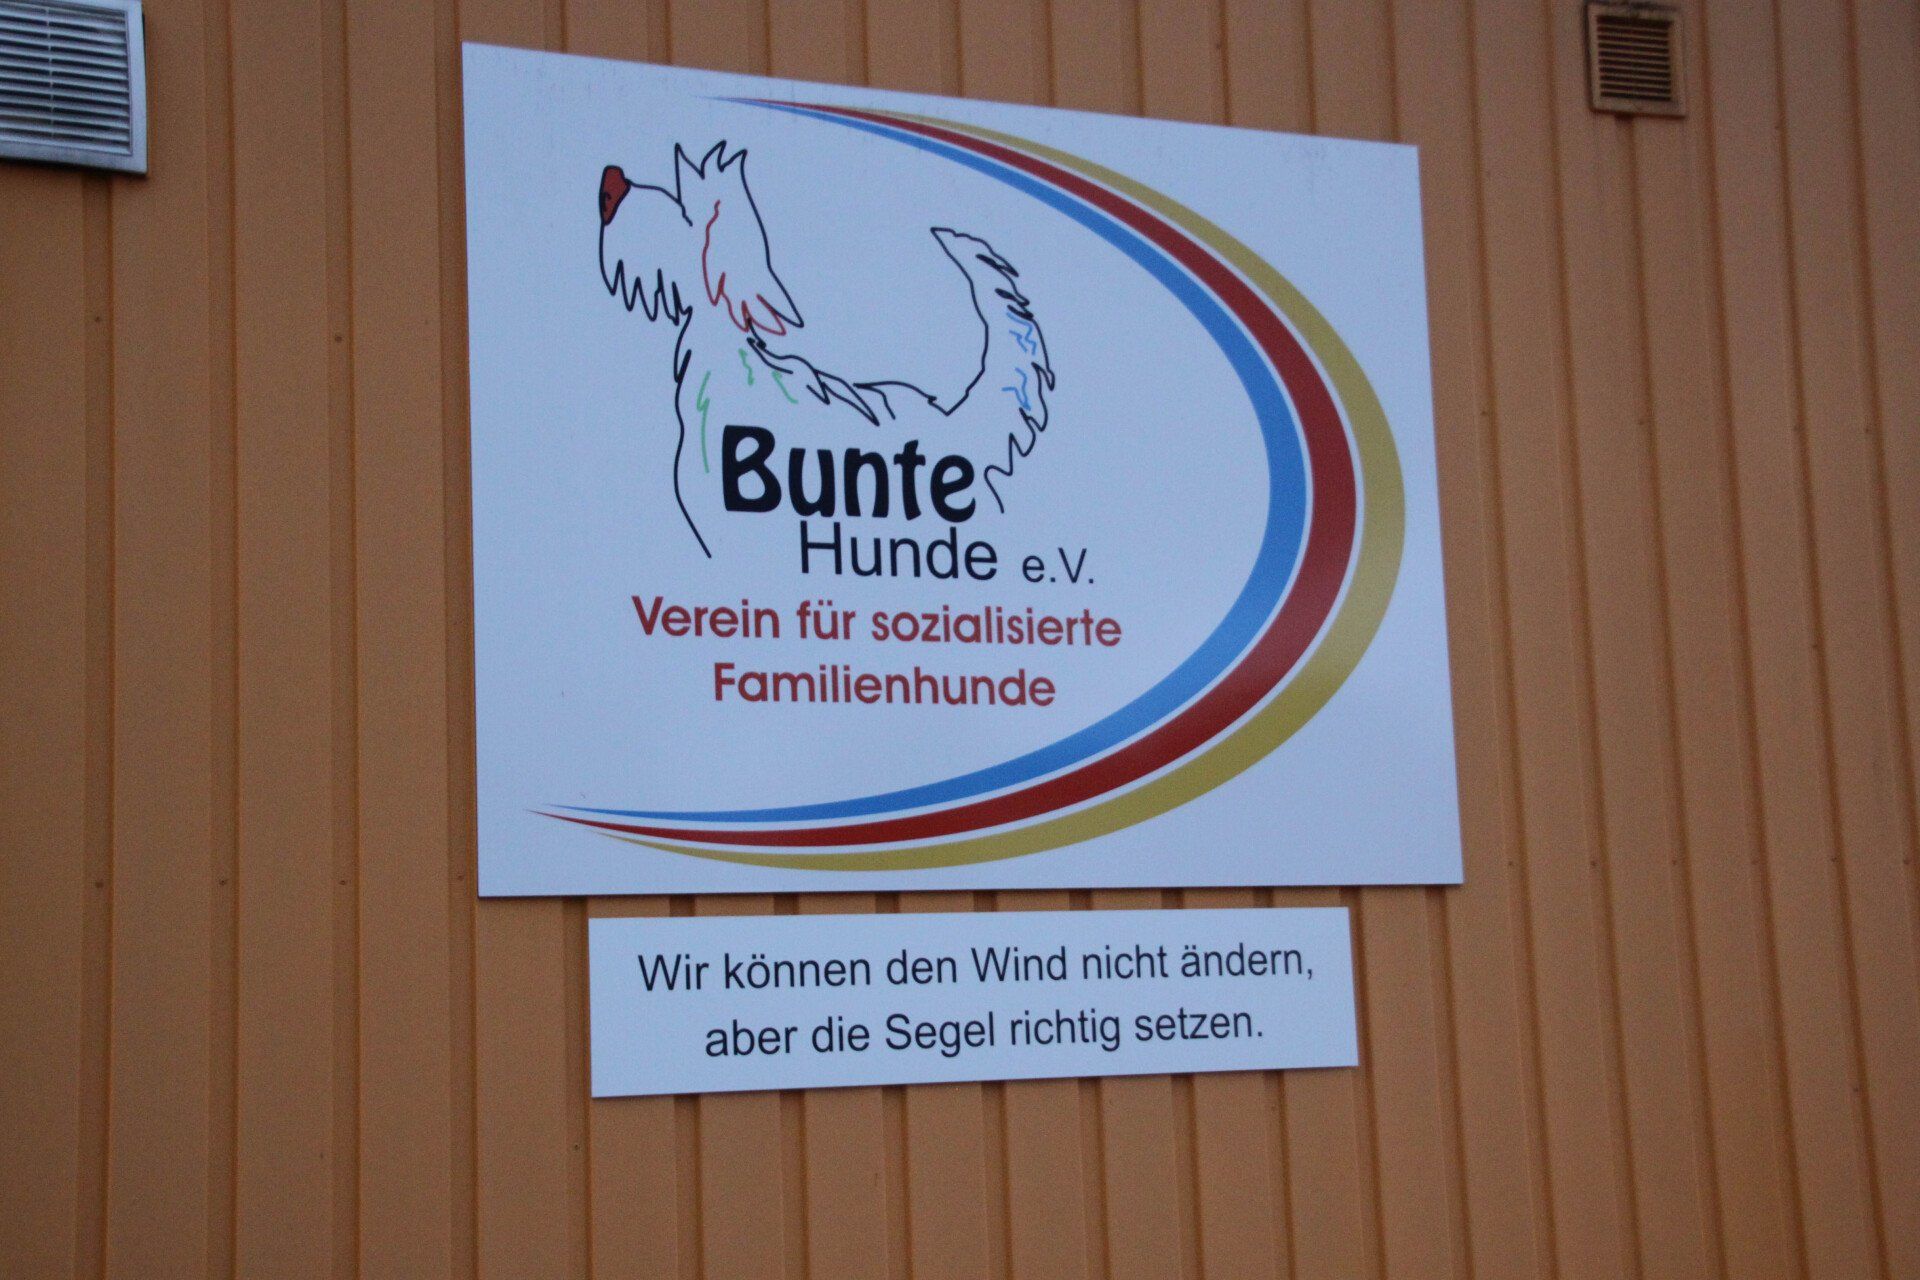 Bunte
Hunde e.V.
Verein für sozialisierte
Familienhunde
Wir können den Wind nicht ändern,
aber die Segel richtig setzen.